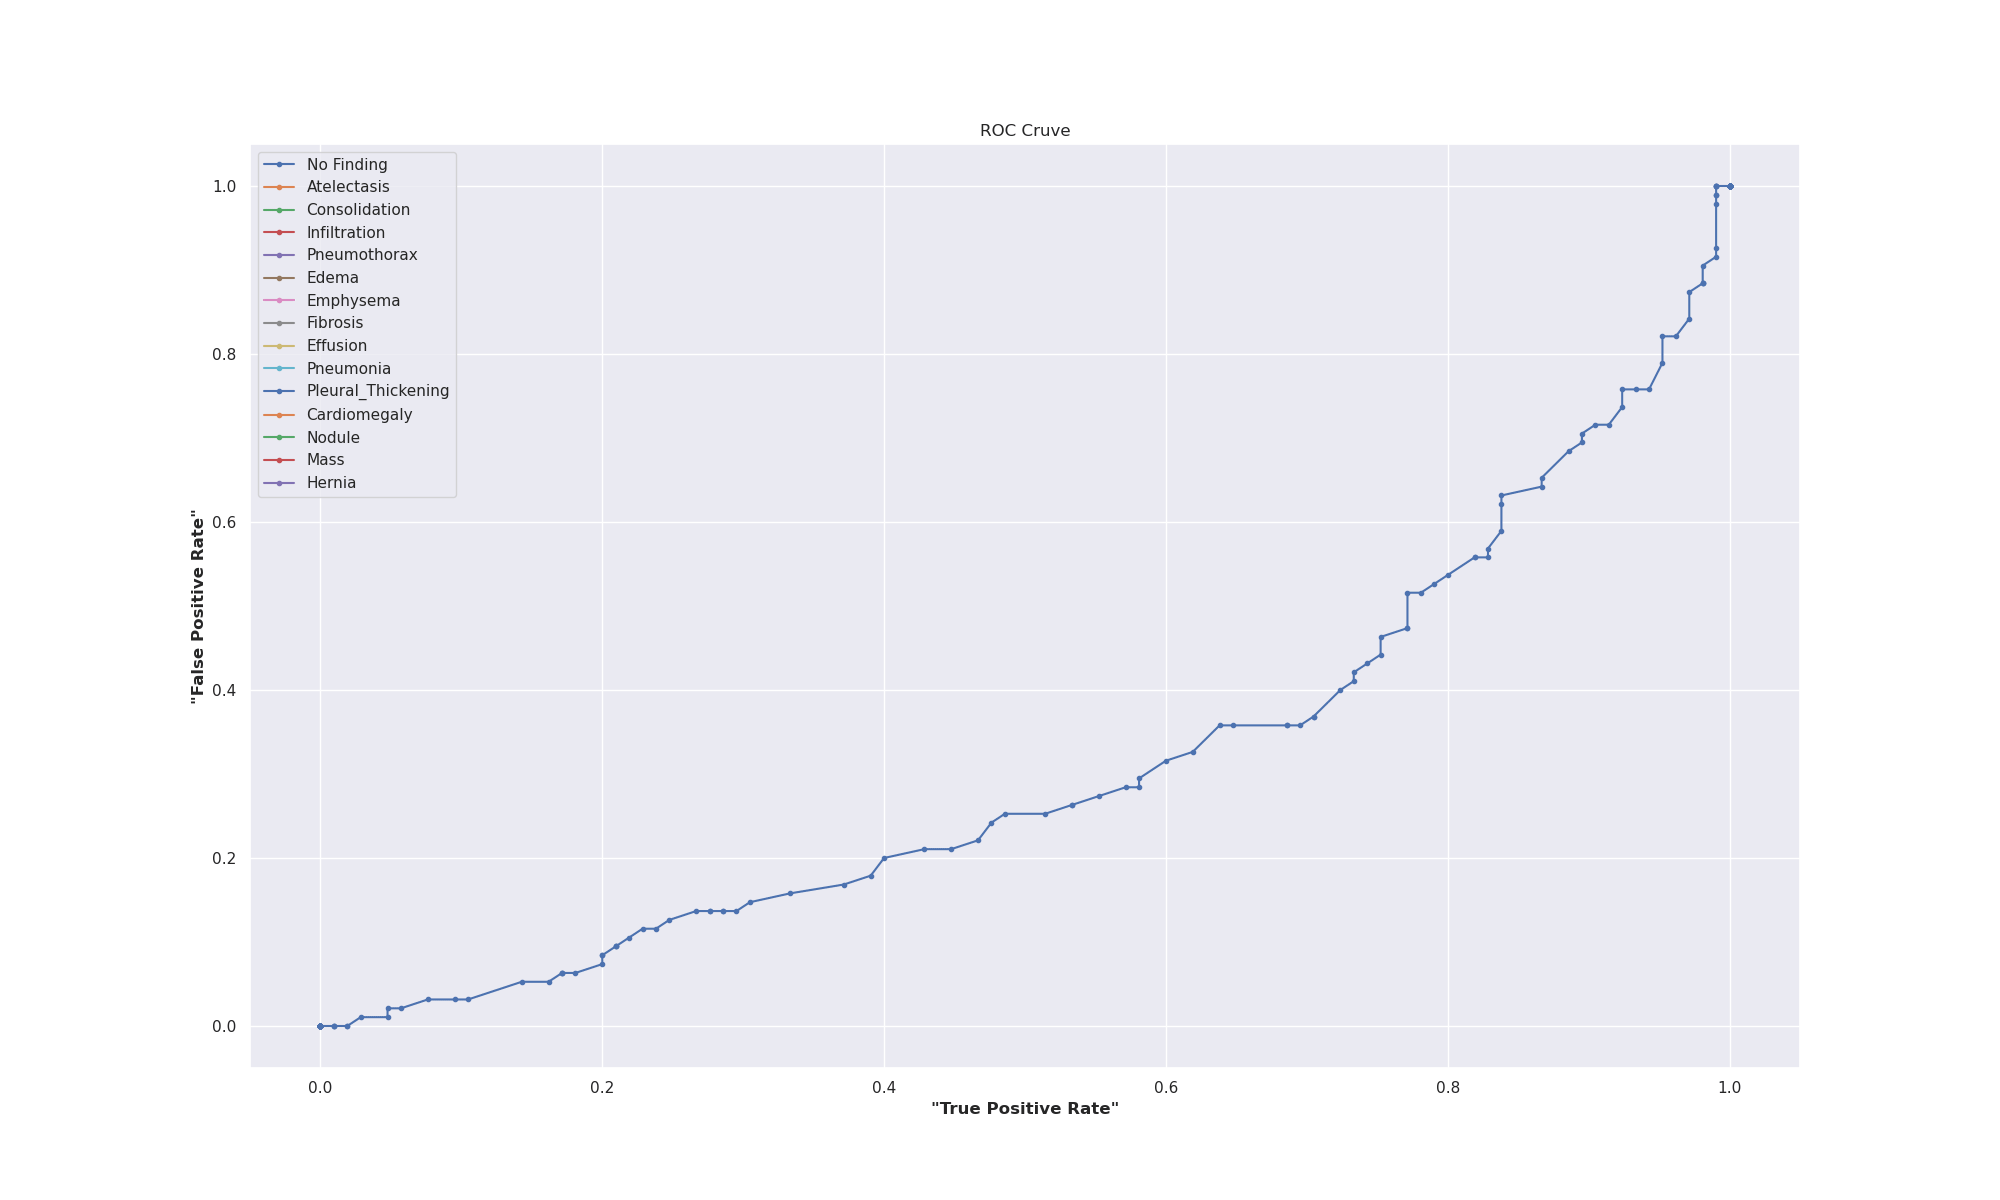 ROC Cruve
No Finding
Atelectasis
Consolidation
Infiltration
Pneumothorax
Edema
Emphysema
Fibrosis
Effusion
Pneumonia
Pleural_Thickening
Cardiomegaly
Nodule
Mass
Hernia
1.0
0.8
0.6
0.4
0.2
0.0
"False Positive Rate"
0.0 0.2 0.4 0.6 0.8 1.0
"True Positive Rate"